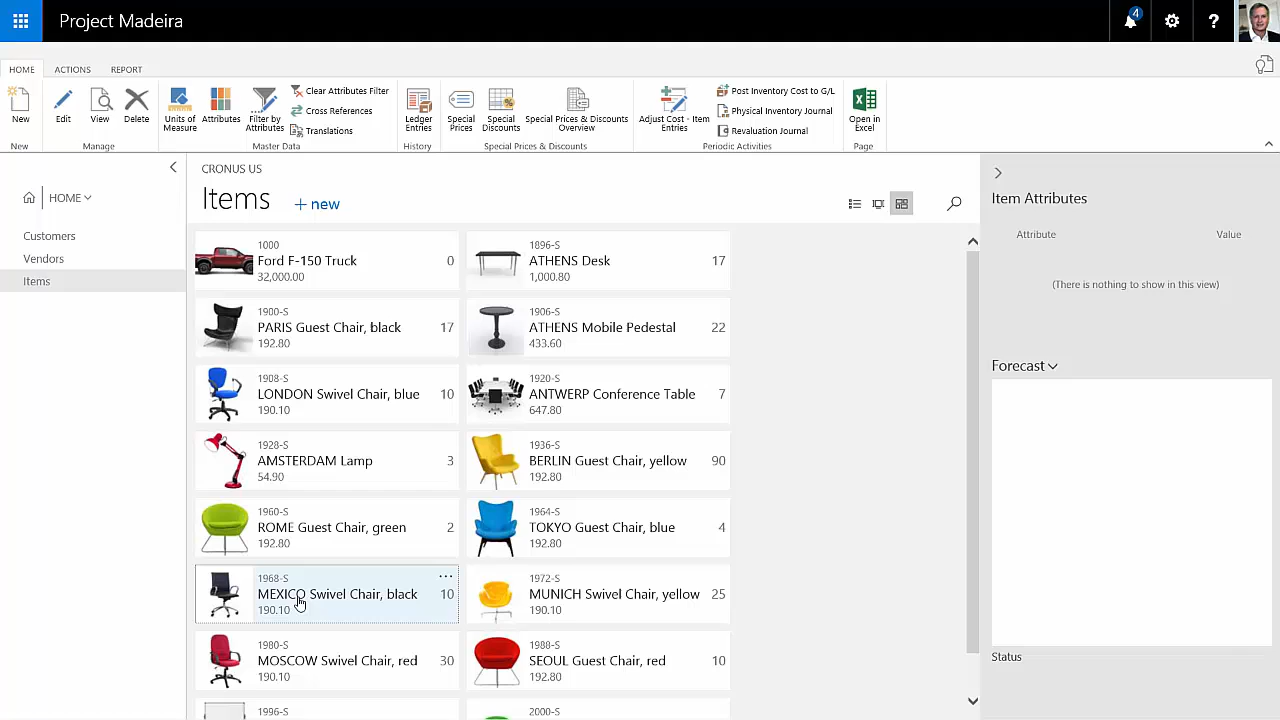 Project Madeira
4
?
HOME
ACTIONS
REPORT
New
Edit
View
Delete
Units of
Measure
Attributes
Filter by
Attributes
Clear Attributes Filter
Cross References
Translations
Ledger
Entries
Special
Prices
Special
Discounts
Special Prices & Discounts
Overview
Adjust Cost - Item
Entries
Post Inventory Cost to G/L
Physical Inventory Journal
Revaluation Journal
Open in
Excel
New
Manage
Master Data
History
Special Prices & Discounts
Periodic Activities
Page
HOME
Customers
Vendors
Items
CRONUS US
Items
+ new
1000
Ford F-150 Truck 0
32,000.00
1896-S
ATHENS Desk 17
1,000.80
1900-S
PARIS Guest Chair, black 17
192.80
1906-S
ATHENS Mobile Pedestal 22
433.60
1908-S
LONDON Swivel Chair, blue 10
190.10
1920-S
ANTWERP Conference Table 7
647.80
1928-S
AMSTERDAM Lamp 3
54.90
1936-S
BERLIN Guest Chair, yellow 90
192.80
1960-S
ROME Guest Chair, green 2
192.80
1964-S
TOKYO Guest Chair, blue 4
192.80
1968-S ...
MEXICO Swivel Chair, black 10
190.10
1972-S
MUNICH Swivel Chair, yellow 25
190.10
1980-S
MOSCOW Swivel Chair, red 30
190.10
1988-S
SEOUL Guest Chair, red 10
192.80
1996-S
2000-S
Item Attributes
Attribute Value
(There is nothing to show in this view)
Forecast
Status